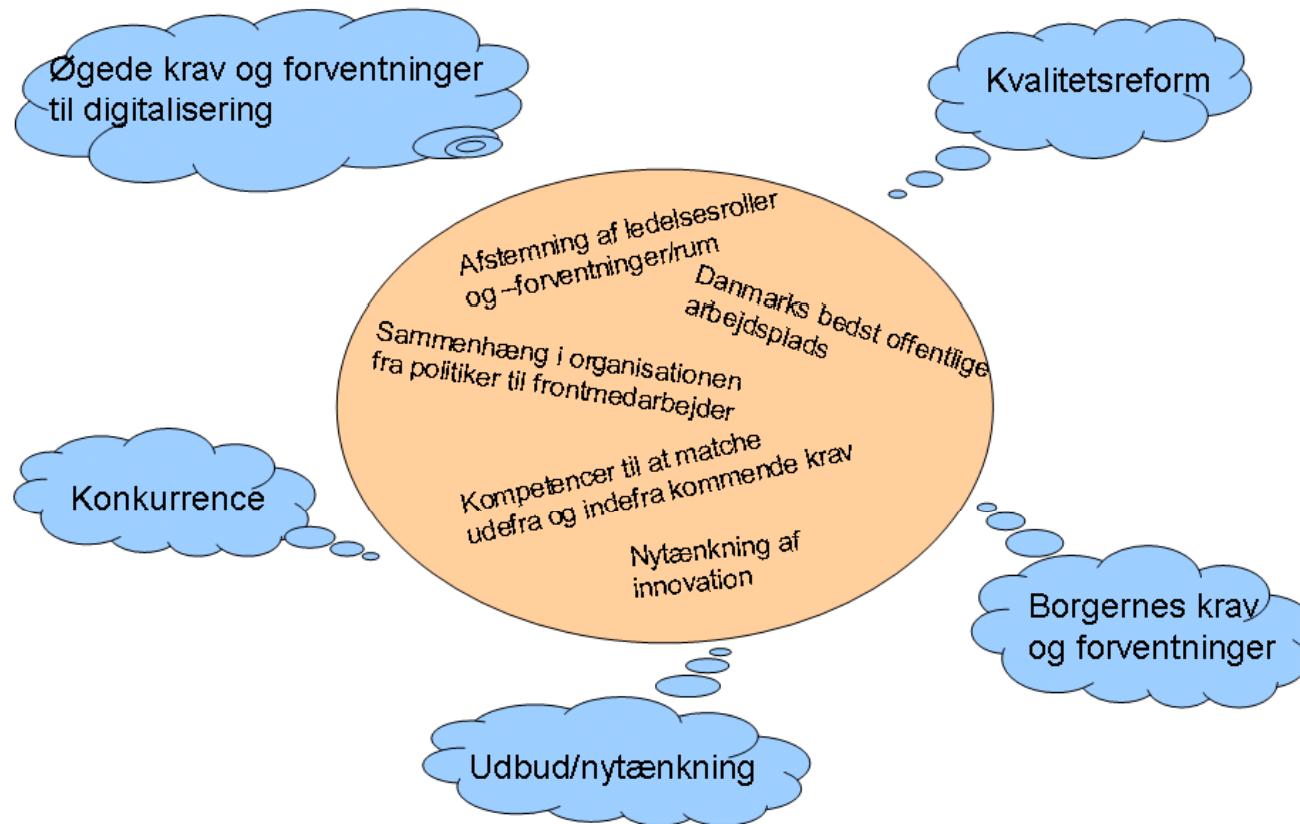 Øgede krav og forventninger
til digitalisering
Kvalitetsreform
Afstemning af ledelsesroller
og –forventninger/rum
Danmarks bedst offentlige
arbejdsplads
Sammenhæng i organisationen
fra politiker til frontmedarbejder
Kompetencer til at matche
udefra og indefra kommende krav
Nytænkning af
innovation
Konkurrence
Borgernes krav
og forventninger
Udbud/nytænkning